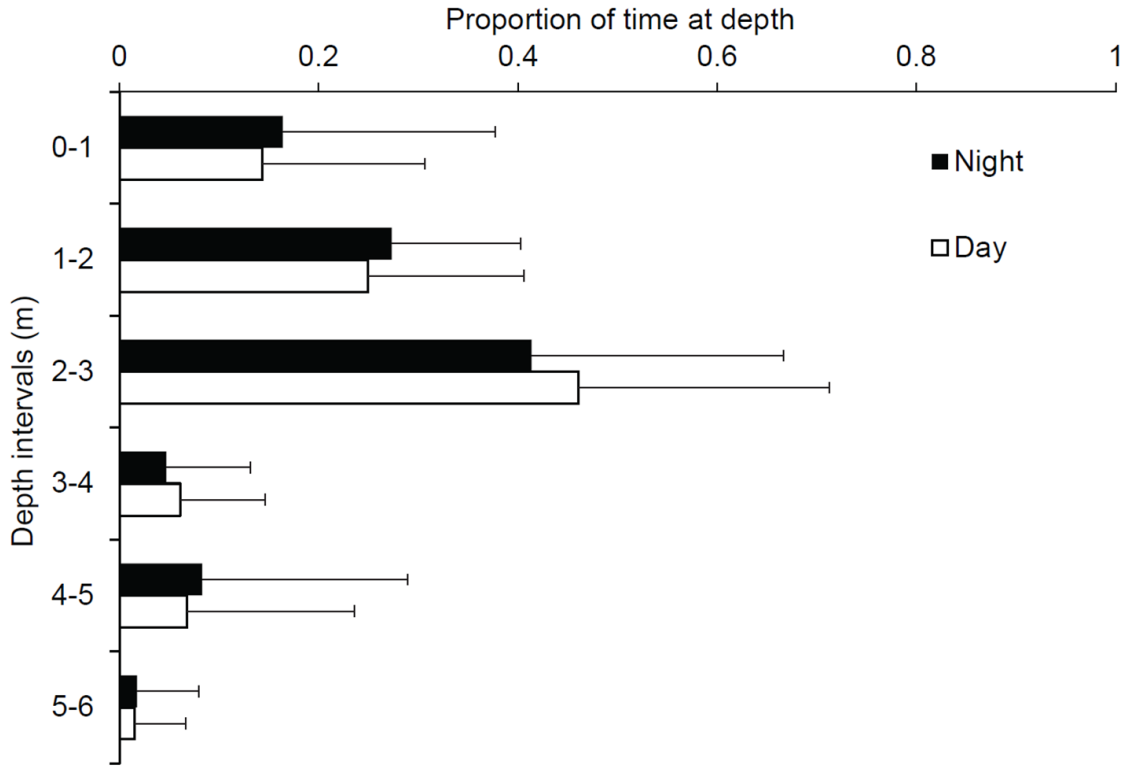 Proportion of time at depth
0 0.2 0.4 0.6 0.8 1
Depth intervals (m)
0-1
1-2
2-3
3-4
4-5
5-6
Night
Day